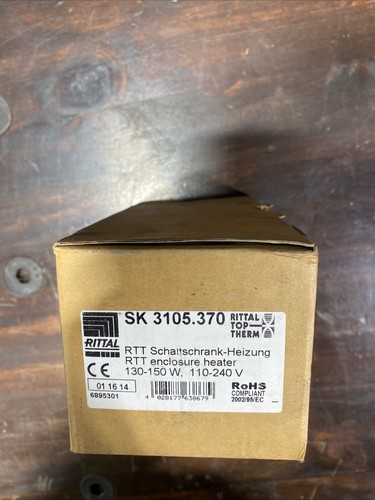 SK 3105.370
RITTAL
TOP
THERM
RITTAL
RTT Schaltschrank-Heizung
RTT enclosure heater
130-150 W, 110-240 V
CE
01 16 14
6895301
4 028177 638679
RoHS
COMPLIANT
2002/95/EC